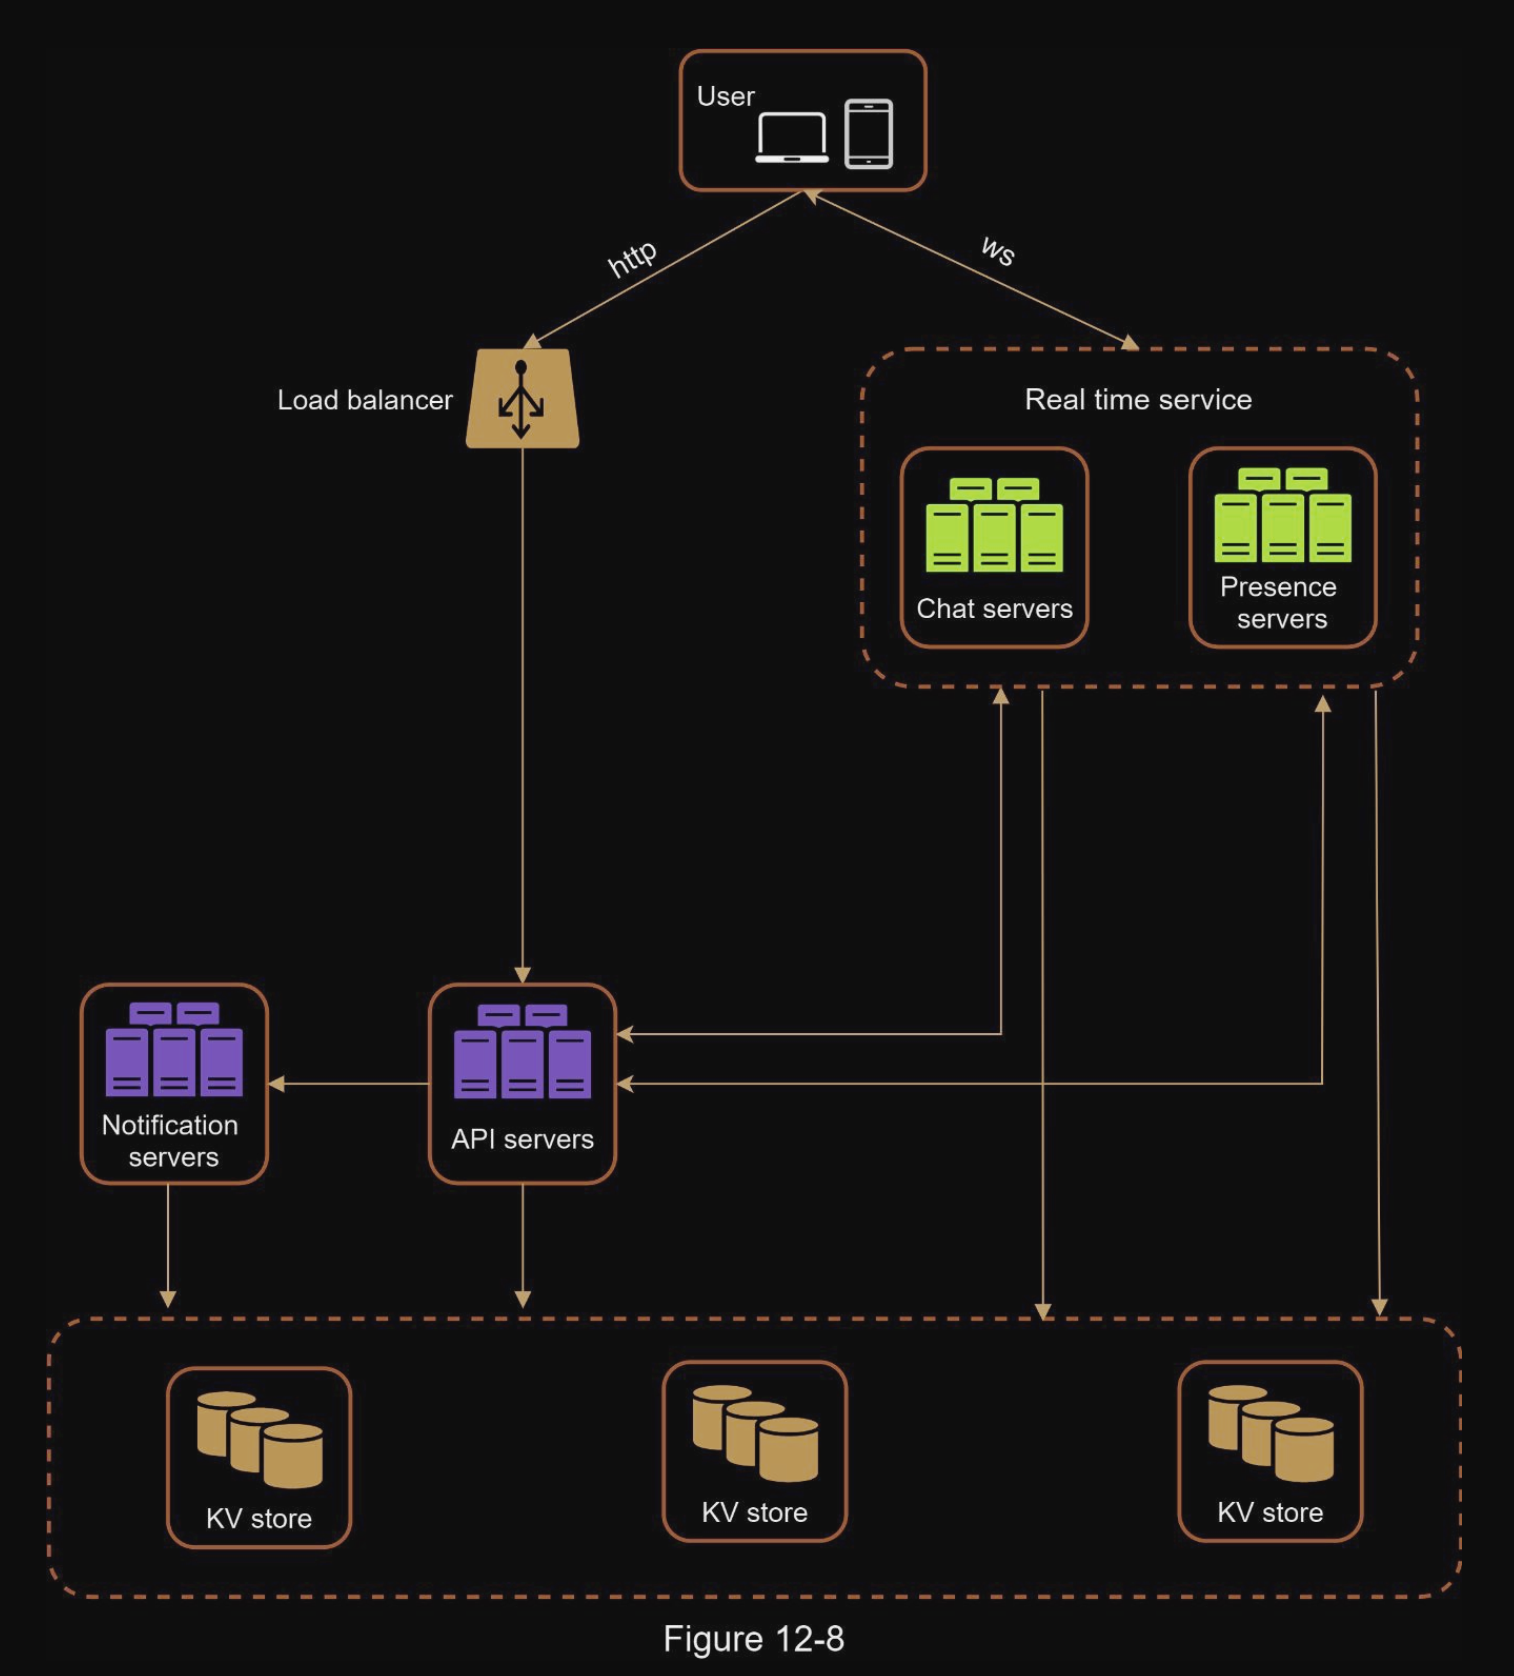 User
http
ws
Load balancer
Real time service
Chat servers
Presence
servers
Notification
servers
API servers
KV store
KV store
KV store
Figure 12-8